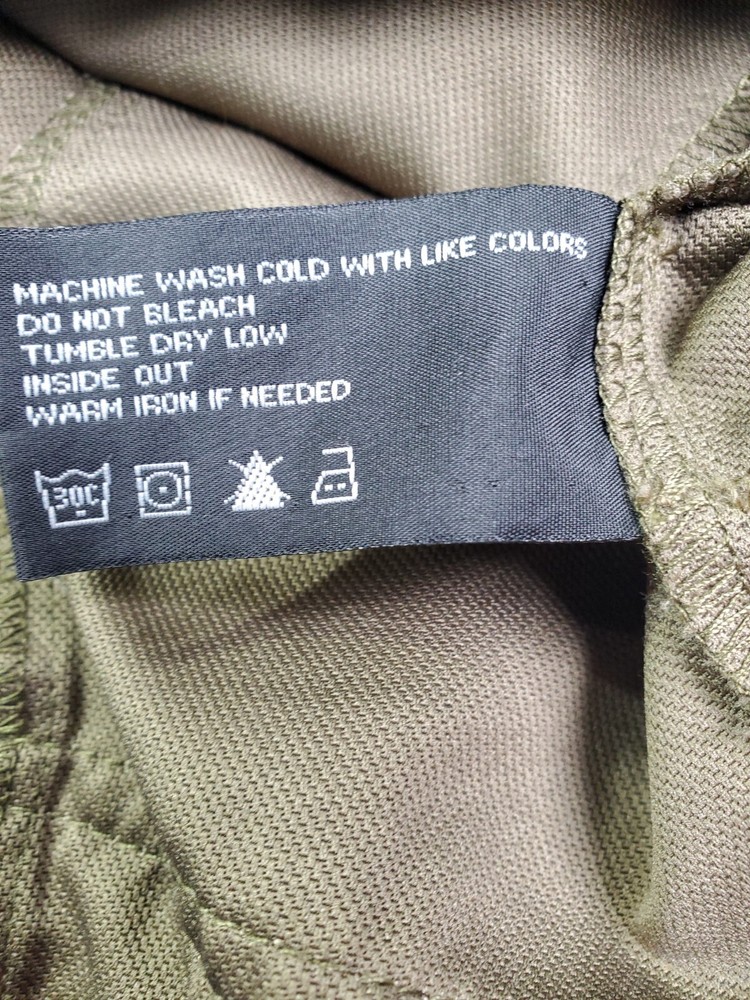 MACHINE WASH COLD WITH LIKE COLORS
DO NOT BLEACH
TUMBLE DRY LOW
INSIDE OUT
WARM IRON IF NEEDED
30C